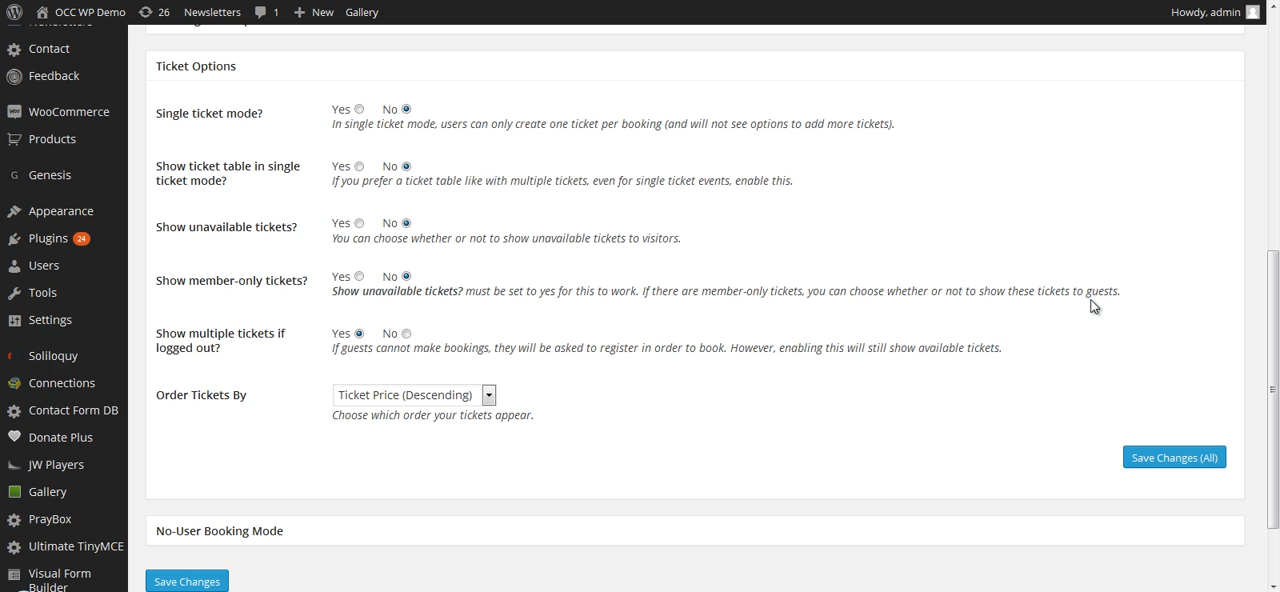 OCC WP Demo 26 Newsletters 1 New Gallery Howdy, admin
Contact
Feedback
WooCommerce
Products
Genesis
Appearance
Plugins 24
Users
Tools
Settings
Soliloquy
Connections
Contact Form DB
Donate Plus
JW Players
Gallery
PrayBox
Ultimate TinyMCE
Visual Form
Builder
Ticket Options
Single ticket mode?
Yes No
In single ticket mode, users can only create one ticket per booking (and will not see options to add more tickets).
Show ticket table in single
ticket mode?
Yes No
If you prefer a ticket table like with multiple tickets, even for single ticket events, enable this.
Show unavailable tickets?
Yes No
You can choose whether or not to show unavailable tickets to visitors.
Show member-only tickets?
Yes No
Show unavailable tickets? must be set to yes for this to work. If there are member-only tickets, you can choose whether or not to show these tickets to guests.
Show multiple tickets if
logged out?
Yes No
If guests cannot make bookings, they will be asked to register in order to book. However, enabling this will still show available tickets.
Order Tickets By
Ticket Price (Descending)
Choose which order your tickets appear.
Save Changes (All)
No-User Booking Mode
Save Changes